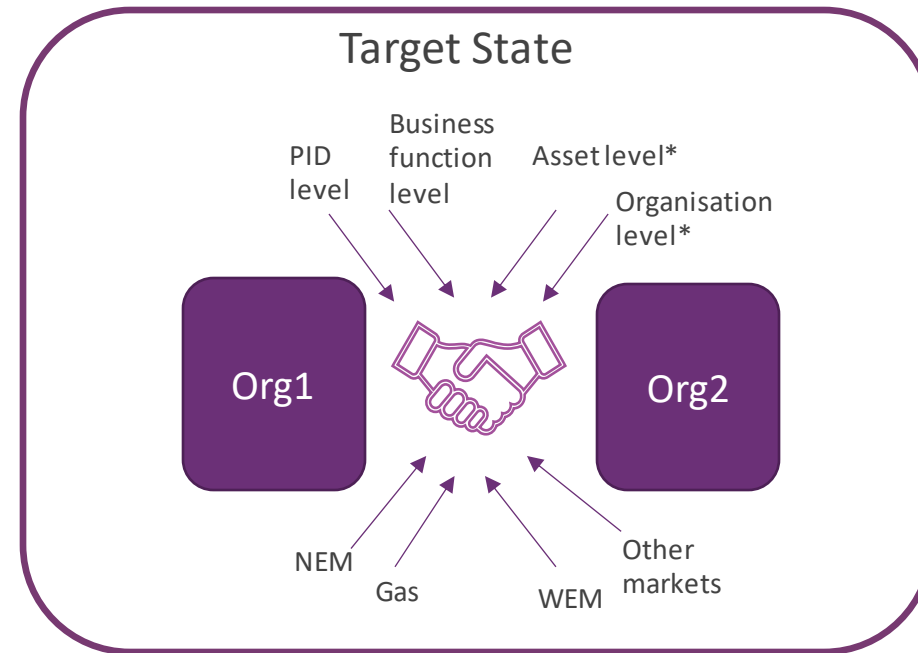 Target State
PID
level
Business
function
level
Asset level*
Organisation
level*
Org1
Org2
NEM
Gas
WEM
Other
markets